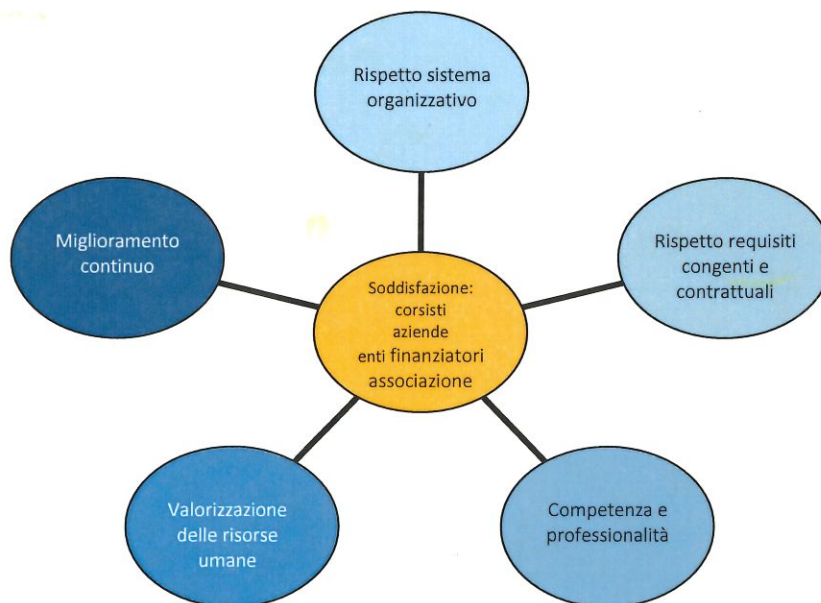 Rispetto sistema
organizzativo
Miglioramento
continuo
Rispetto requisiti
congenti e
contrattuali
Soddisfazione:
corsisti
aziende
enti finanziatori
associazione
Valorizzazione
delle risorse
umane
Competenza e
professionalità